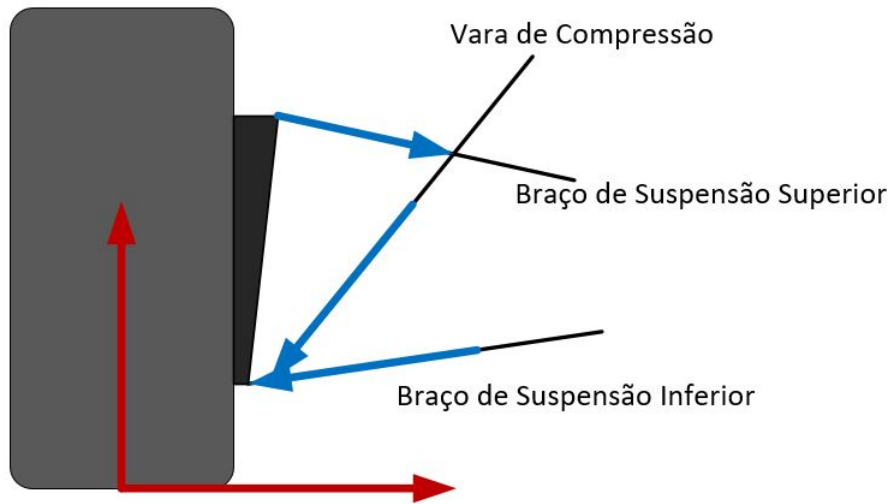 Vara de Compressão
Braço de Suspensão Superior
Braço de Suspensão Inferior